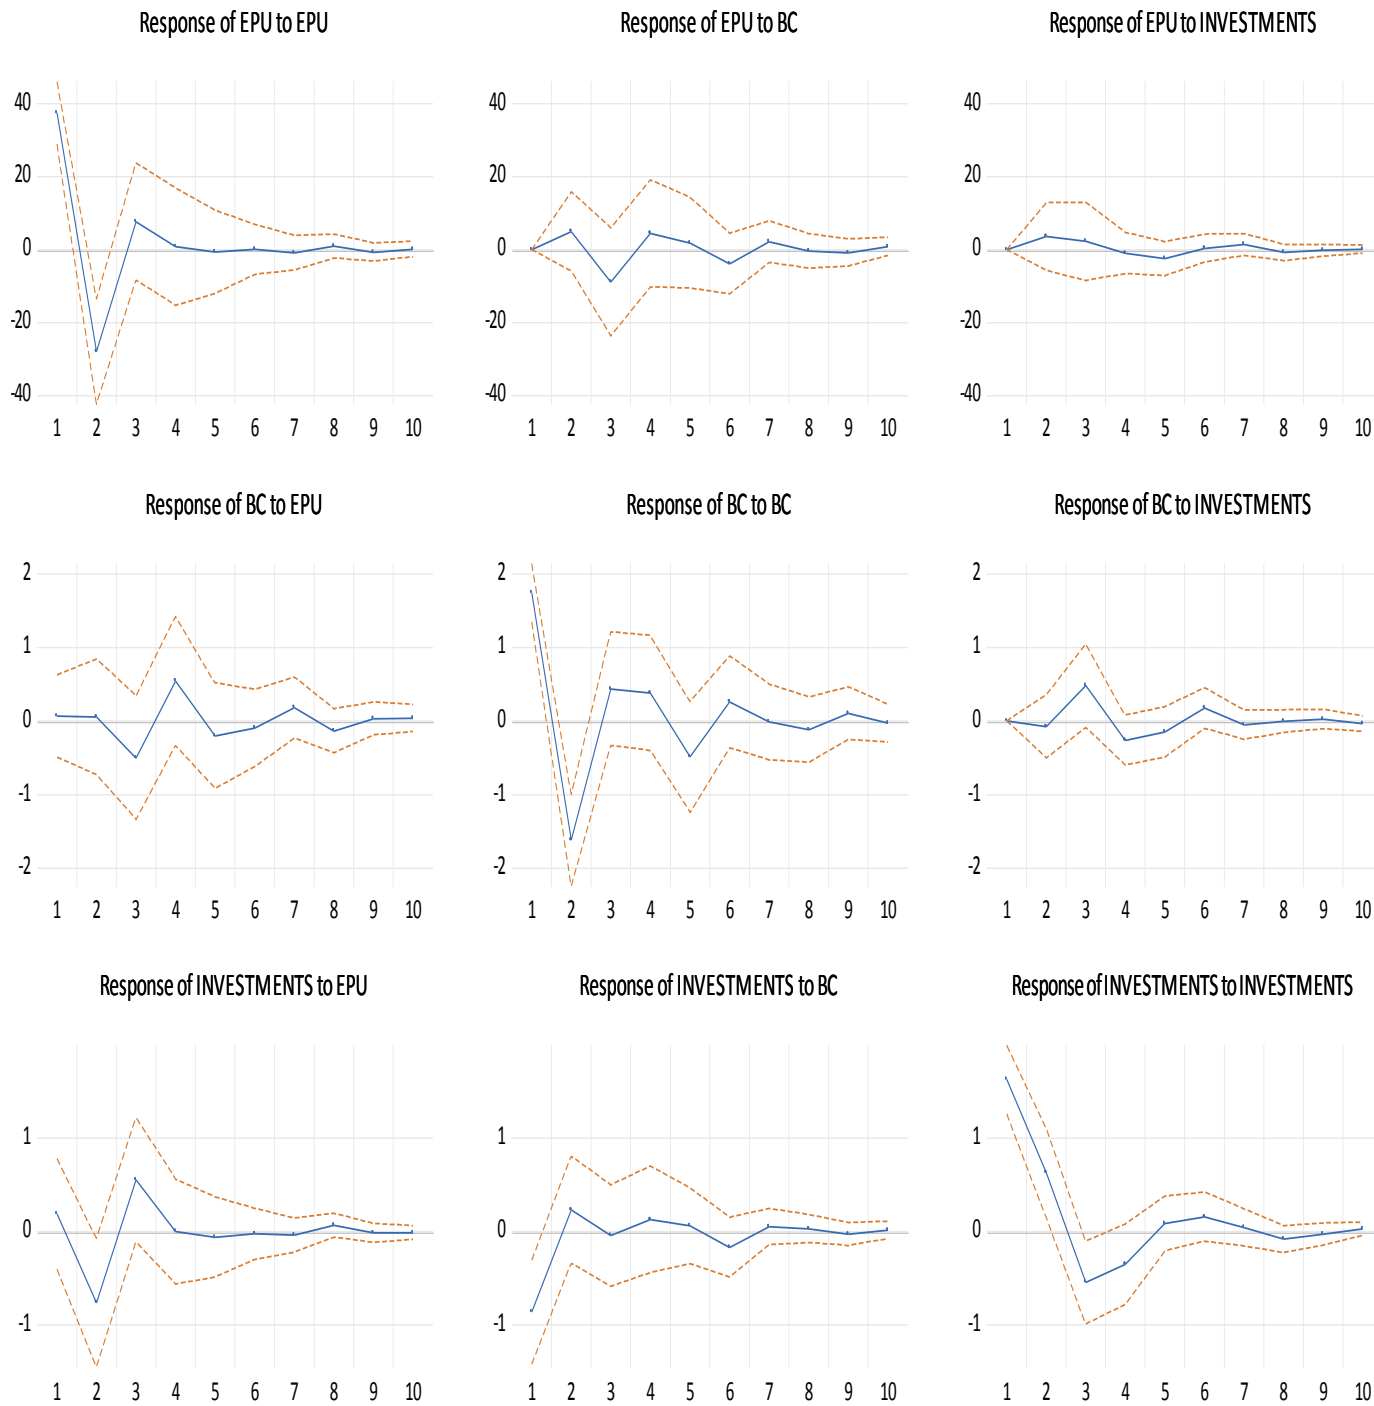 Response of EPU to EPU
Response of EPU to BC
Response of EPU to INVESTMENTS
40
20
0
-20
-40
1 2 3 4 5 6 7 8 9 10
40
20
0
-20
-40
1 2 3 4 5 6 7 8 9 10
40
20
0
-20
-40
1 2 3 4 5 6 7 8 9 10
Response of BC to EPU
Response of BC to BC
Response of BC to INVESTMENTS
2
1
0
-1
-2
1 2 3 4 5 6 7 8 9 10
2
1
0
-1
-2
1 2 3 4 5 6 7 8 9 10
2
1
0
-1
-2
1 2 3 4 5 6 7 8 9 10
Response of INVESTMENTS to EPU
Response of INVESTMENTS to BC
Response of INVESTMENTS to INVESTMENTS
1
0
-1
1 2 3 4 5 6 7 8 9 10
1
0
-1
1 2 3 4 5 6 7 8 9 10
1
0
-1
1 2 3 4 5 6 7 8 9 10